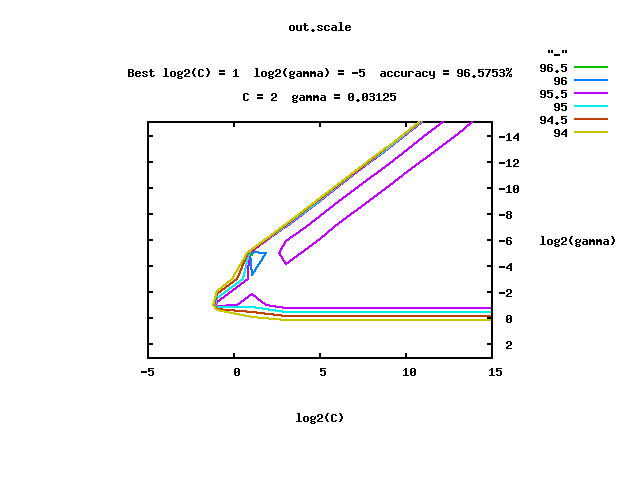 out.scale
Best log2(C) = 1  log2(gamma) = -5  accuracy = 96.5753%
C = 2  gamma = 0.03125
"-"
96.5
96
95.5
95
94.5
94
-14
-12
-10
-8
-6
-4
-2
0
2
log2(gamma)
-5 0 5 10 15
log2(C)